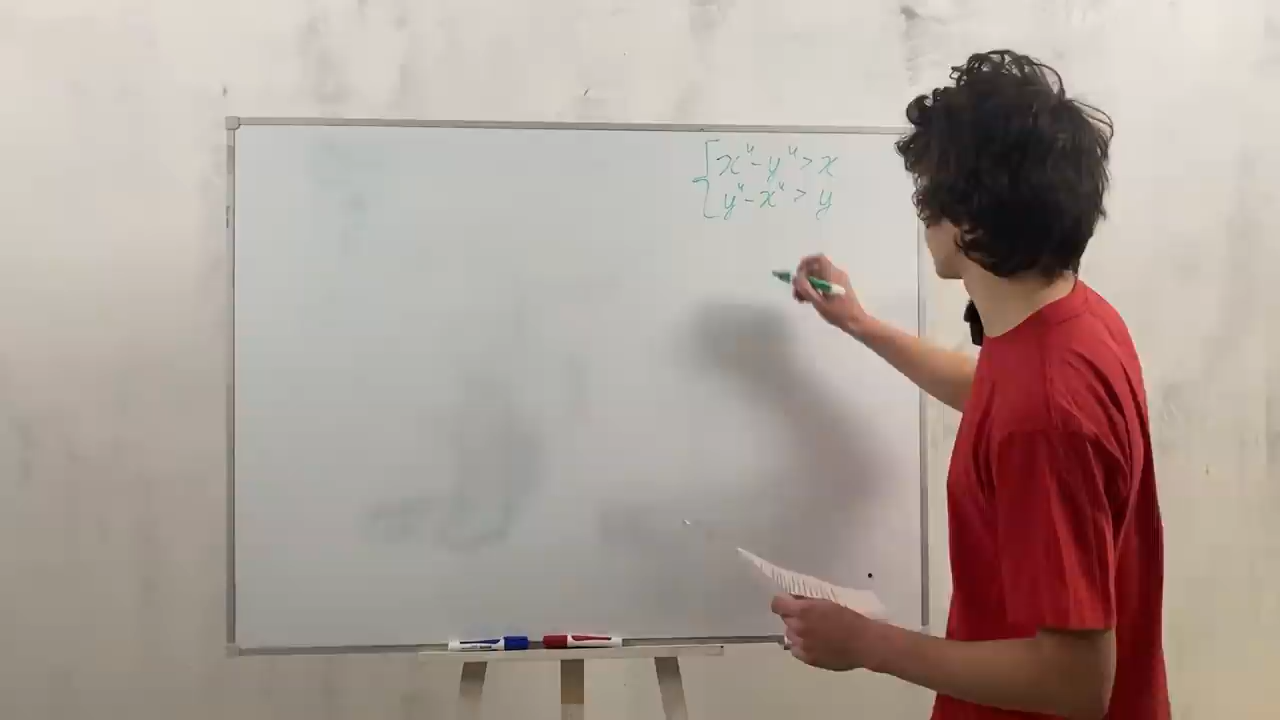 x⁴ - y⁴ > x
y⁴ - x⁴ > y